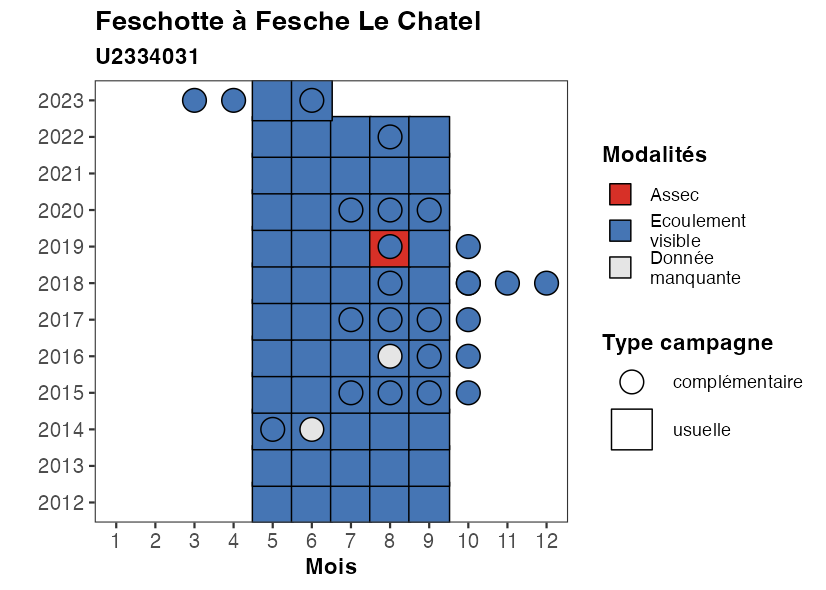 Feschotte à Fesche Le Chatel
U2334031
2023
2022
2021
2020
2019
2018
2017
2016
2015
2014
2013
2012
1 2 3 4 5 6 7 8 9 10 11 12
Mois
Modalités
Assec
Ecoulement
visible
Donnée
manquante
Type campagne
complémentaire
usuelle